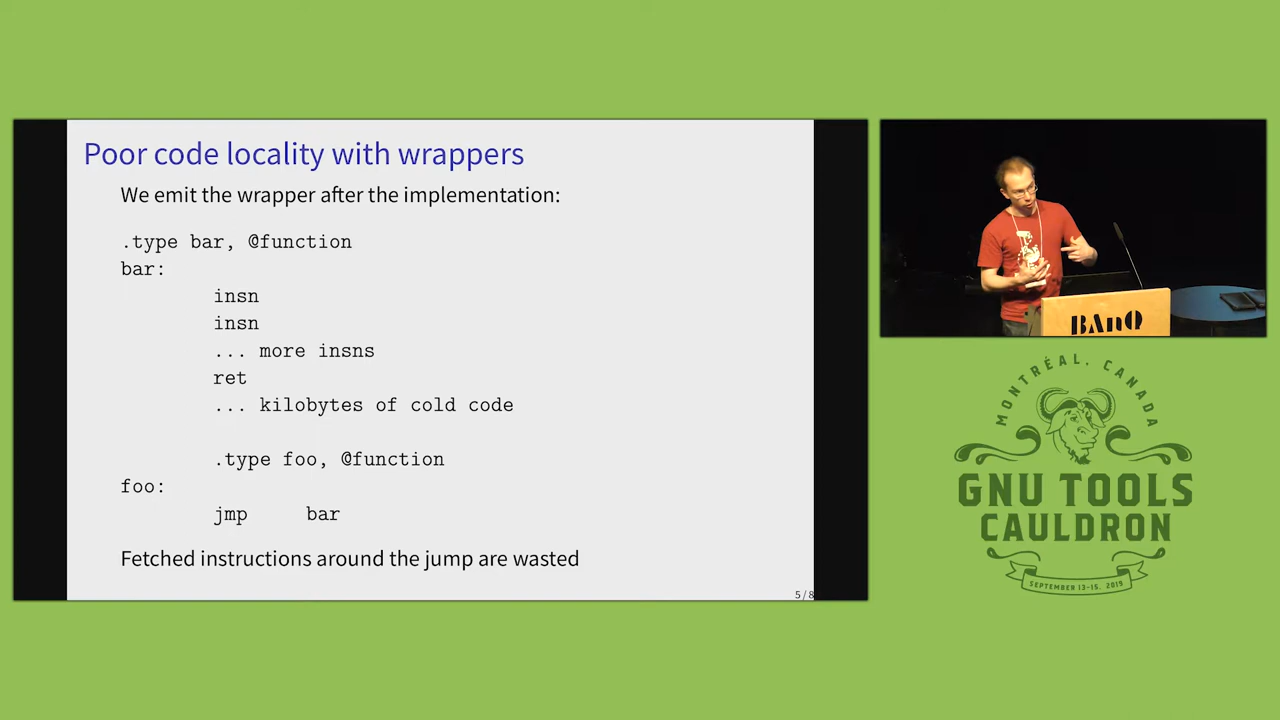 Poor code locality with wrappers
We emit the wrapper after the implementation:
.type bar, @function
bar:
insn
insn
... more insns
ret
... kilobytes of cold code
.type foo, @function
foo:
jmp bar
Fetched instructions around the jump are wasted
5 / 8
BAnQ
MONTRÉAL, CANADA
GNU TOOLS
CAULDRON
SEPTEMBER 13-15, 2019